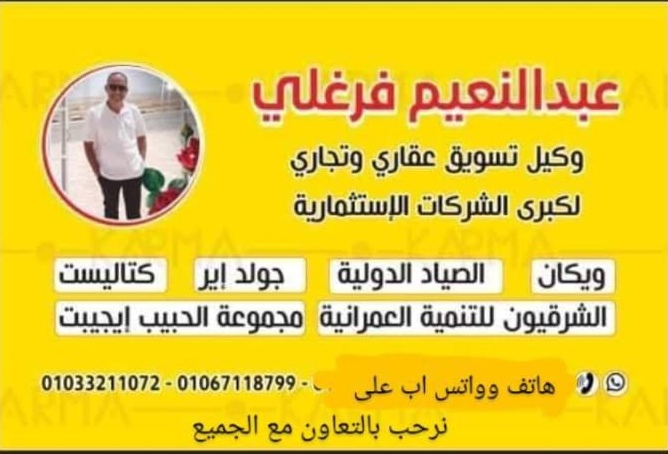 عبدالنعيم فرغلي
وكيل تسويق عقاري وتجاري
لكبرى الشركات الإستثمارية
ويكان الصياد الدولية جولد إير كتاليست
الشرقيون للتنمية العمرانية مجموعة الحبيب إيجيبت
هاتف وواتس اب على 01067118799 - 01033211072
نرحب بالتعاون مع الجميع
KARMA